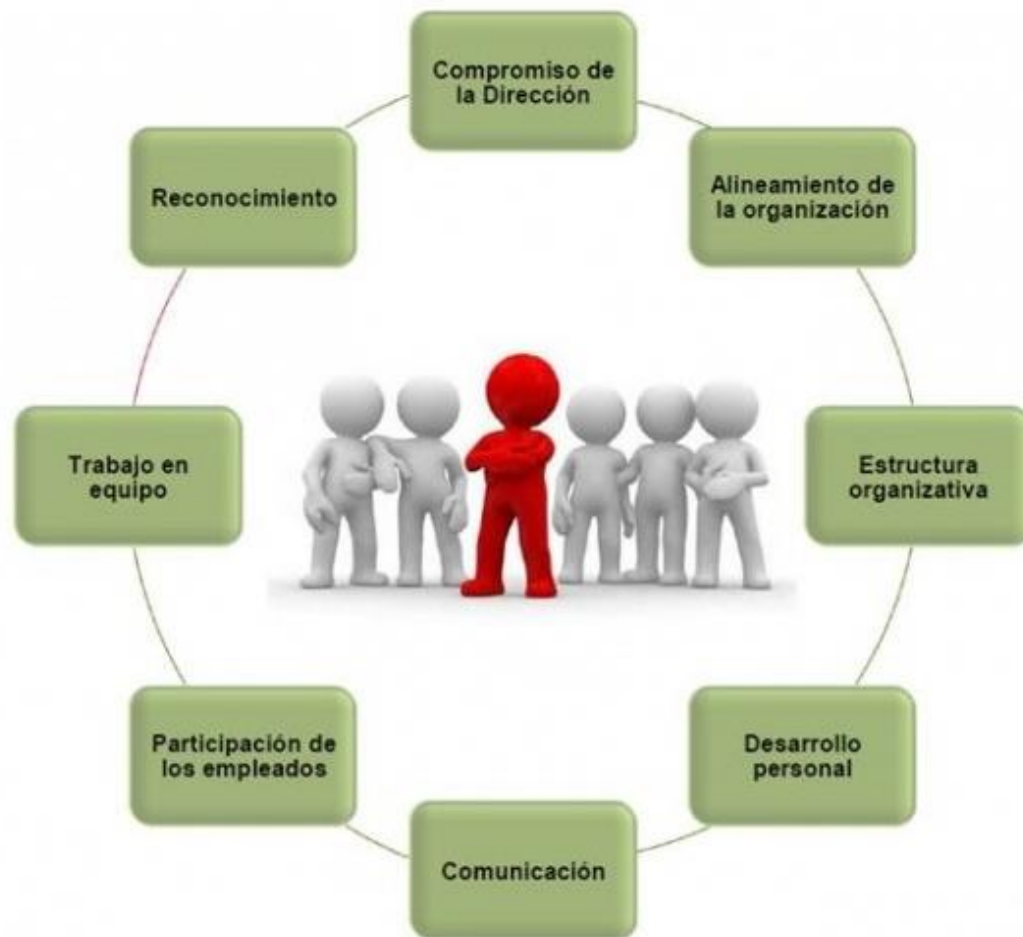 Compromiso de
la Dirección
Alineamiento de
la organización
Estructura
organizativa
Desarrollo
personal
Comunicación
Participación de
los empleados
Trabajo en
equipo
Reconocimiento